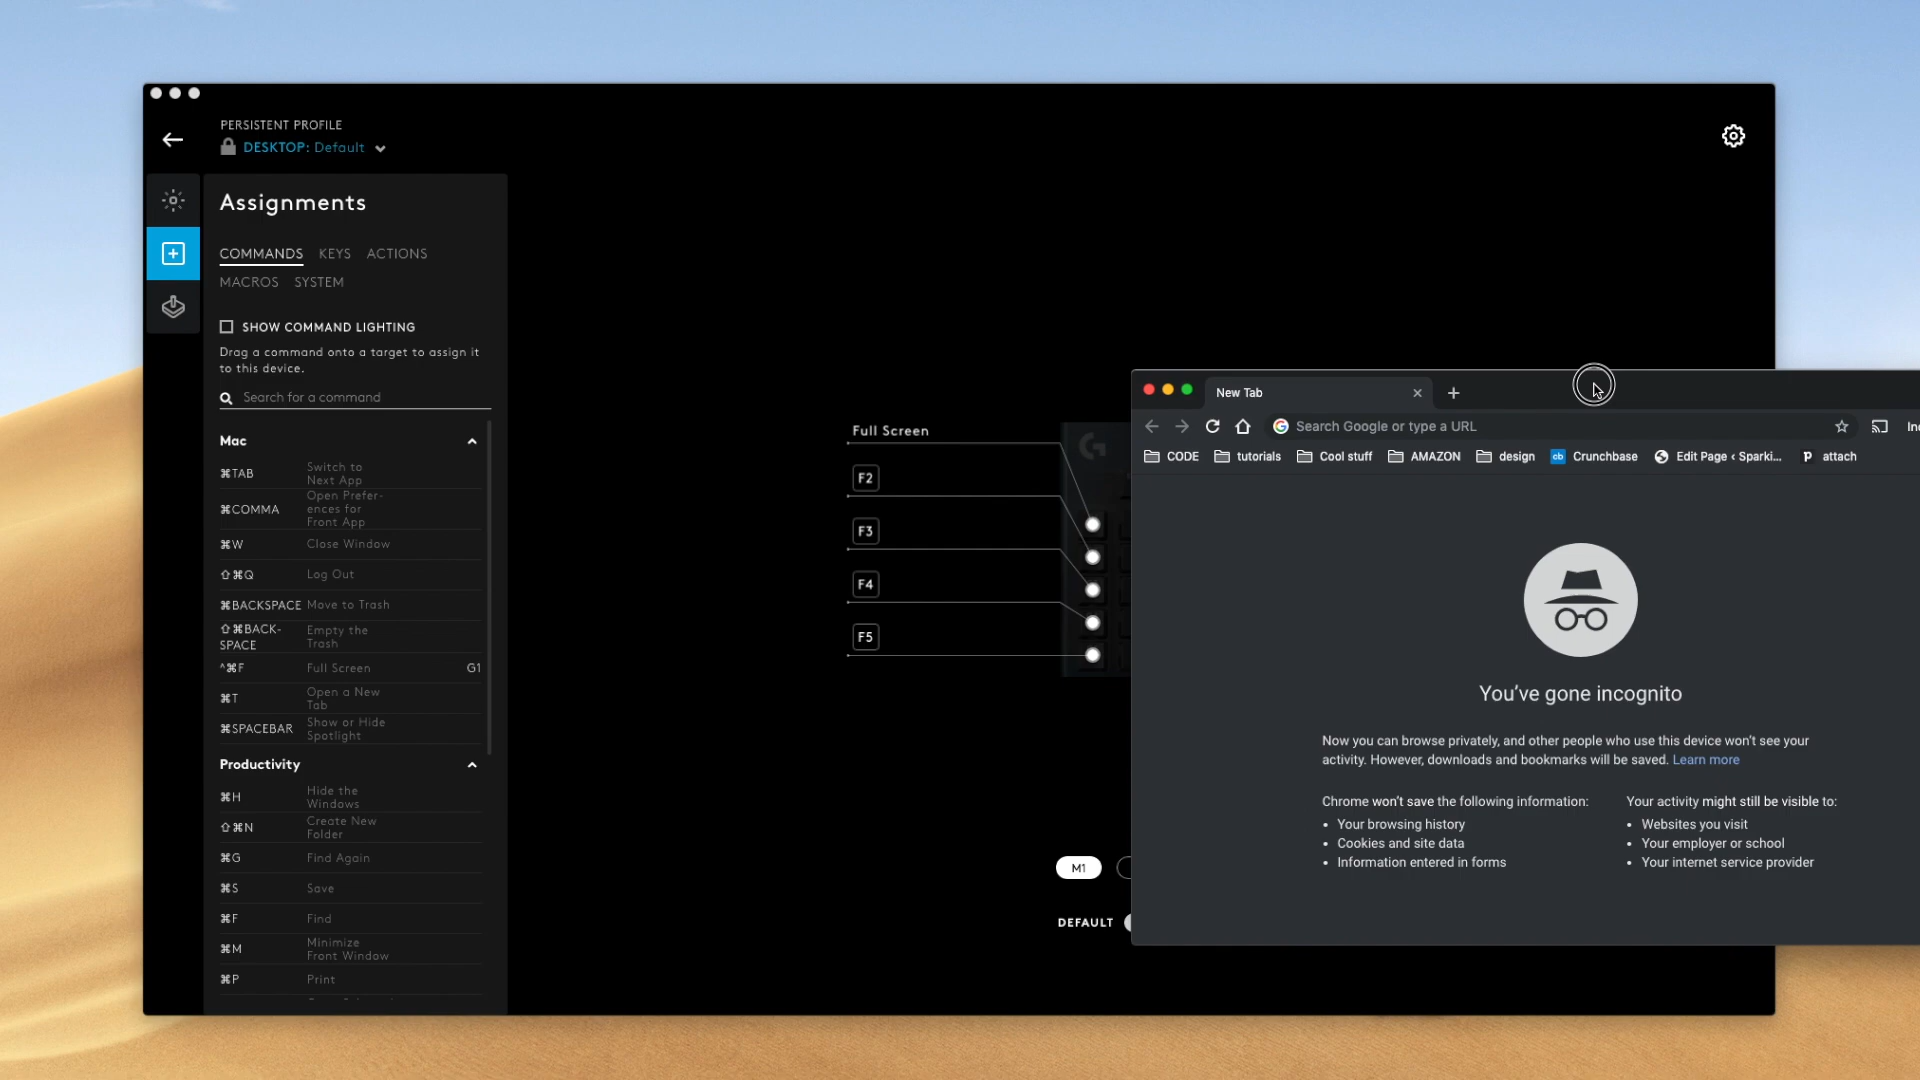 PERSISTENT PROFILE
DESKTOP: Default
Assignments
COMMANDS KEYS ACTIONS
MACROS SYSTEM
SHOW COMMAND LIGHTING
Drag a command onto a target to assign it
to this device.
Search for a command
Mac
⌘TAB Switch to
Next App
⌘COMMA Open Prefer-
ences for
Front App
⌘W Close Window
⇧⌘Q Log Out
⌘BACKSPACE Move to Trash
⇧⌘BACK-
SPACE
Empty the
Trash
^⌘F Full Screen G1
⌘T Open a New
Tab
⌘SPACEBAR Show or Hide
Spotlight
Productivity
⌘H Hide the
Windows
⇧⌘N Create New
Folder
⌘G Find Again
⌘S Save
⌘F Find
⌘M Minimize
Front Window
⌘P Print
Full Screen
F2
F3
F4
F5
M1
DEFAULT
New Tab
Search Google or type a URL
CODE tutorials Cool stuff AMAZON design cb Crunchbase Edit Page ‹ Sparki... P attach
You've gone incognito
Now you can browse privately, and other people who use this device won't see your
activity. However, downloads and bookmarks will be saved. Learn more
Chrome won't save the following information:
• Your browsing history
• Cookies and site data
• Information entered in forms
Your activity might still be visible to:
• Websites you visit
• Your employer or school
• Your internet service provider